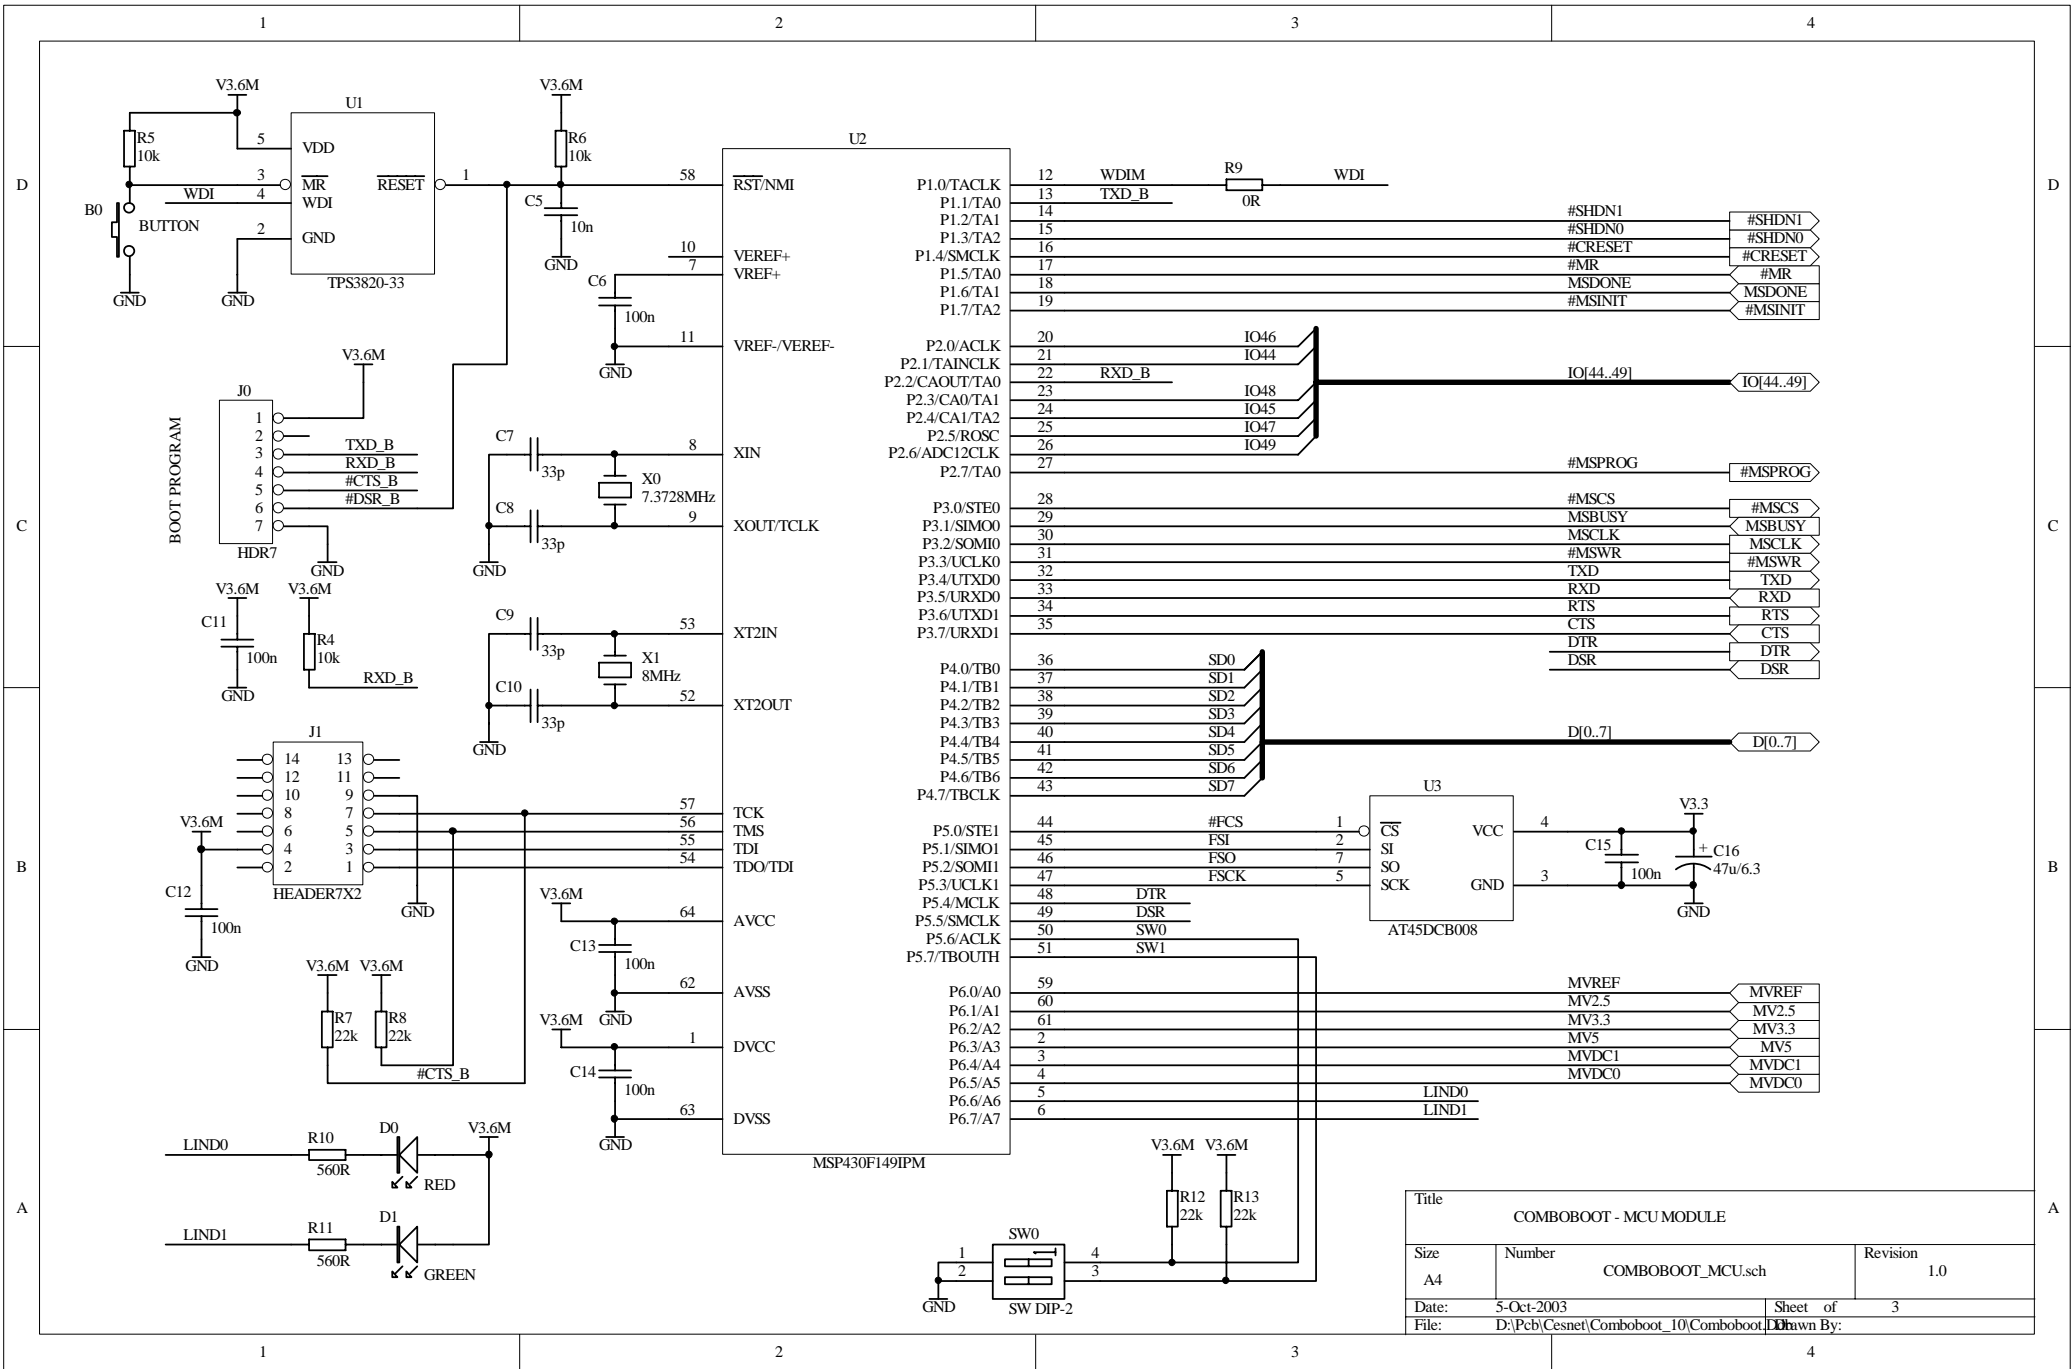 1 2 3 4
D
C
B
A
D
C
B
A
1 2 3 4
V3.6M
R5
10k
B0
BUTTON
GND
WDI
U1
5 VDD
3 MR
4 WDI
2 GND
RESET 1
TPS3820-33
GND
V3.6M
R6
10k
C5
10n
GND
C6
100n
GND
BOOT PROGRAM
J0
V3.6M
1
2
3 TXD_B
4 RXD_B
5 #CTS_B
6 #DSR_B
7
HDR7
GND
C7
33p
X0
7.3728MHz
C8
33p
GND
V3.6M
C11
100n
GND
V3.6M
R4
10k
RXD_B
C9
33p
X1
8MHz
C10
33p
GND
J1
14 13
12 11
10 9
8 7
6 5
4 3
2 1
HEADER7X2
V3.6M
C12
100n
GND
GND
V3.6M V3.6M
R7
22k
R8
22k
#CTS_B
V3.6M
C13
100n
GND
V3.6M
C14
100n
GND
LIND0
R10
560R
D0
RED
V3.6M
LIND1
R11
560R
D1
GREEN
U2
58 RST/NMI
10 VEREF+
7 VREF+
11 VREF-/VEREF-
8 XIN
9 XOUT/TCLK
53 XT2IN
52 XT2OUT
57 TCK
56 TMS
55 TDI
54 TDO/TDI
64 AVCC
62 AVSS
1 DVCC
63 DVSS
MSP430F149IPM
P1.0/TACLK 12 WDIM R9 0R WDI
P1.1/TA0 13 TXD_B
P1.2/TA1 14 #SHDN1 #SHDN1
P1.3/TA2 15 #SHDN0 #SHDN0
P1.4/SMCLK 16 #CRESET #CRESET
P1.5/TA0 17 #MR #MR
P1.6/TA1 18 MSDONE MSDONE
P1.7/TA2 19 #MSINIT #MSINIT
P2.0/ACLK 20 IO46
P2.1/TAINCLK 21 IO44
P2.2/CAOUT/TA0 22 RXD_B IO[44..49] IO[44..49]
P2.3/CA0/TA1 23 IO48
P2.4/CA1/TA2 24 IO45
P2.5/ROSC 25 IO47
P2.6/ADC12CLK 26 IO49
P2.7/TA0 27 #MSPROG #MSPROG
P3.0/STE0 28 #MSCS #MSCS
P3.1/SIMO0 29 MSBUSY MSBUSY
P3.2/SOMI0 30 MSCLK MSCLK
P3.3/UCLK0 31 #MSWR #MSWR
P3.4/UTXD0 32 TXD TXD
P3.5/URXD0 33 RXD RXD
P3.6/UTXD1 34 RTS RTS
P3.7/URXD1 35 CTS CTS
DTR DTR
DSR DSR
P4.0/TB0 36 SD0
P4.1/TB1 37 SD1
P4.2/TB2 38 SD2
P4.3/TB3 39 SD3
P4.4/TB4 40 SD4 D[0..7] D[0..7]
P4.5/TB5 41 SD5
P4.6/TB6 42 SD6
P4.7/TBCLK 43 SD7
P5.0/STE1 44 #FCS
P5.1/SIMO1 45 FSI
P5.2/SOMI1 46 FSO
P5.3/UCLK1 47 FSCK
P5.4/MCLK 48 DTR
P5.5/SMCLK 49 DSR
P5.6/ACLK 50 SW0
P5.7/TBOUTH 51 SW1
P6.0/A0 59 MVREF MVREF
P6.1/A1 60 MV2.5 MV2.5
P6.2/A2 61 MV3.3 MV3.3
P6.3/A3 2 MV5 MV5
P6.4/A4 3 MVDC1 MVDC1
P6.5/A5 4 MVDC0 MVDC0
P6.6/A6 5 LIND0
P6.7/A7 6 LIND1
U3
1 CS VCC 4
2 SI
7 SO
5 SCK GND 3
AT45DCB008
V3.3
C15
100n
+ C16
47u/6.3
GND
V3.6M V3.6M
R12
22k
R13
22k
SW0
1 4
2 3
SW DIP-2
GND
Title
COMBOBOOT - MCU MODULE
Size Number Revision
A4 COMBOBOOT_MCU.sch 1.0
Date: 5-Oct-2003 Sheet of 3
File: D:\Pcb\Cesnet\Comboboot_10\Comboboot. Drawn By: